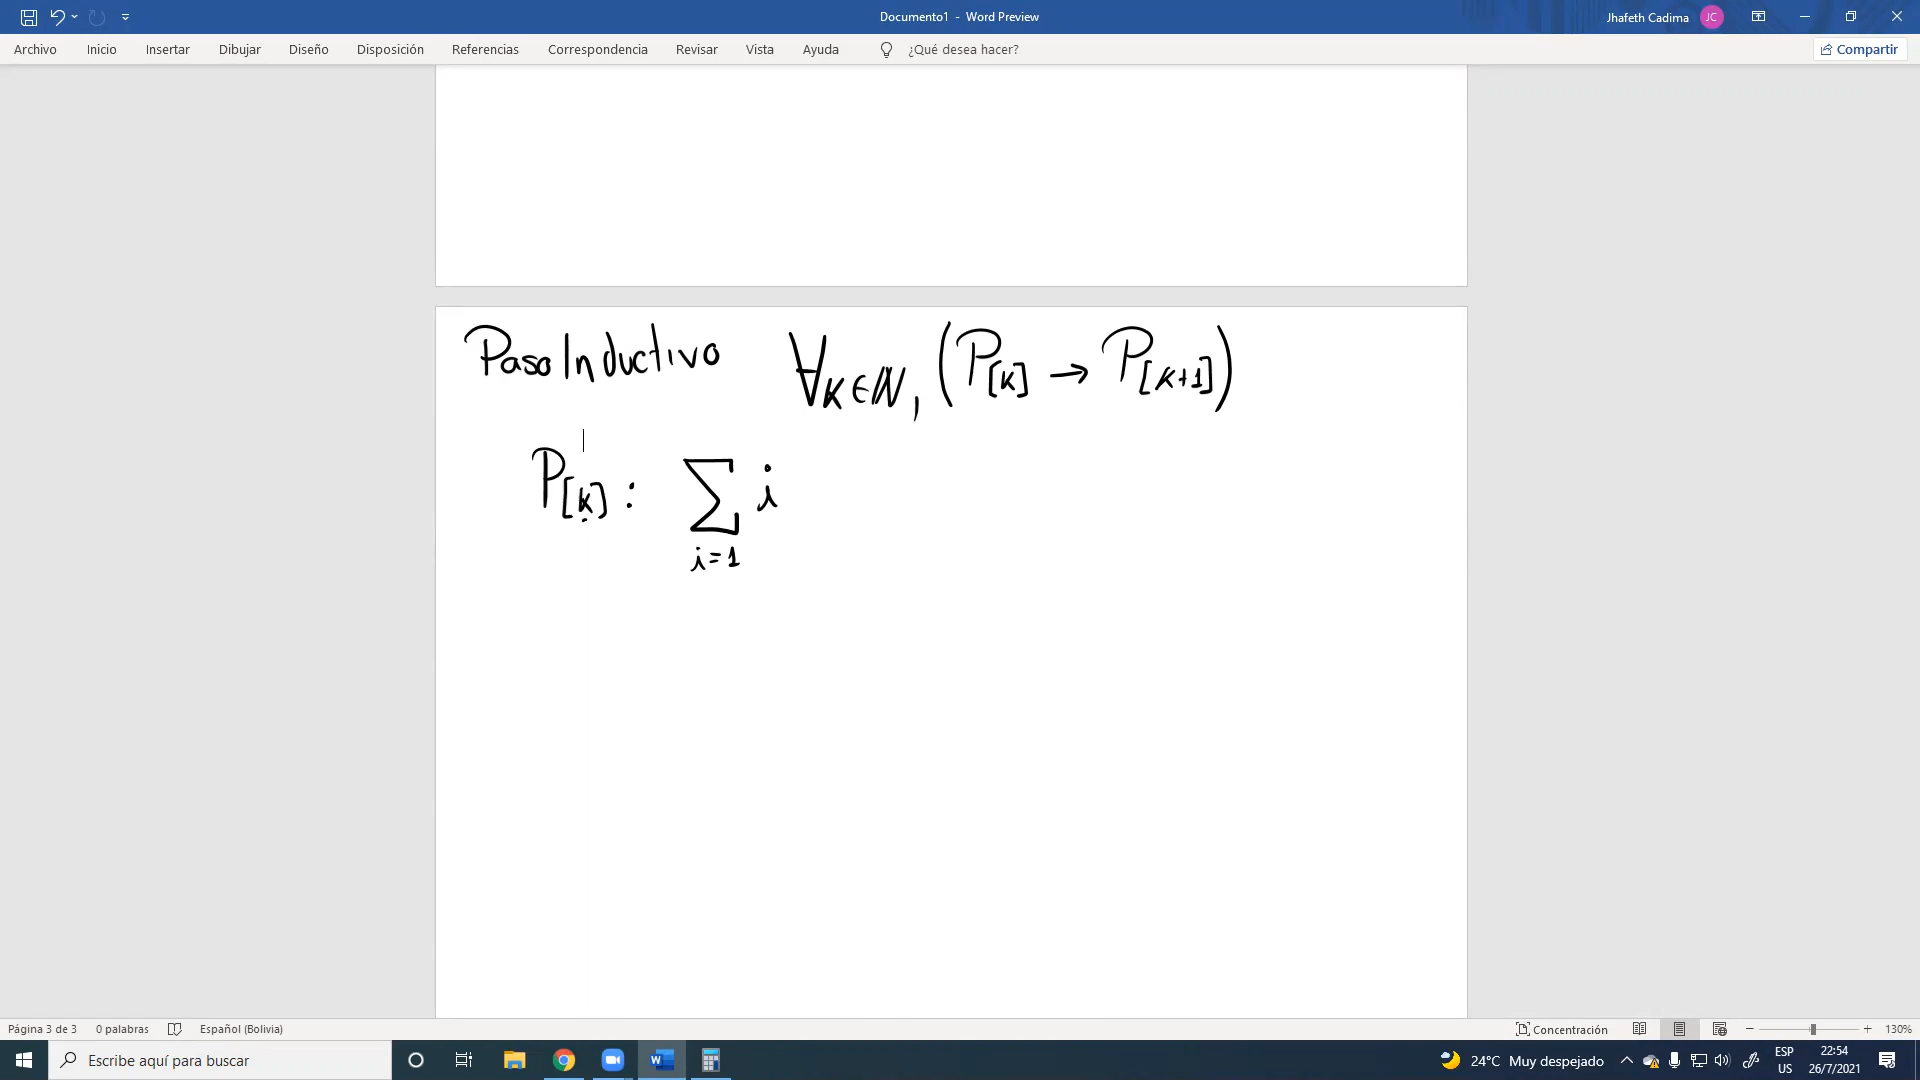 Documento1 - Word Preview
Jhafeth Cadima JC
Archivo Inicio Insertar Dibujar Diseño Disposición Referencias Correspondencia Revisar Vista Ayuda ¿Qué desea hacer? Compartir
Paso Inductivo ∀K∈ℕ, (P[K] → P[K+1])
P[K] : ∑ i
i=1
Página 3 de 3 0 palabras Español (Bolivia) Concentración 130%
Escribe aquí para buscar 24°C Muy despejado ESP US 22:54 26/7/2021